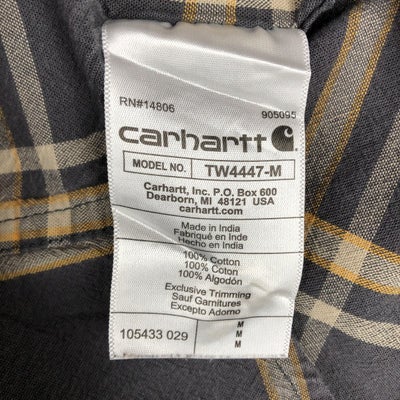 RN#14806 905095
carhartt
MODEL NO. TW4447-M
Carhartt, Inc. P.O. Box 600
Dearborn, MI 48121 USA
carhartt.com
Made in India
Fabriqué en Inde
Hecho en India
100% Cotton
100% Coton
100% Algodón
Exclusive Trimming
Sauf Garnitures
Excepto Adorno
105433 029
M
M
M